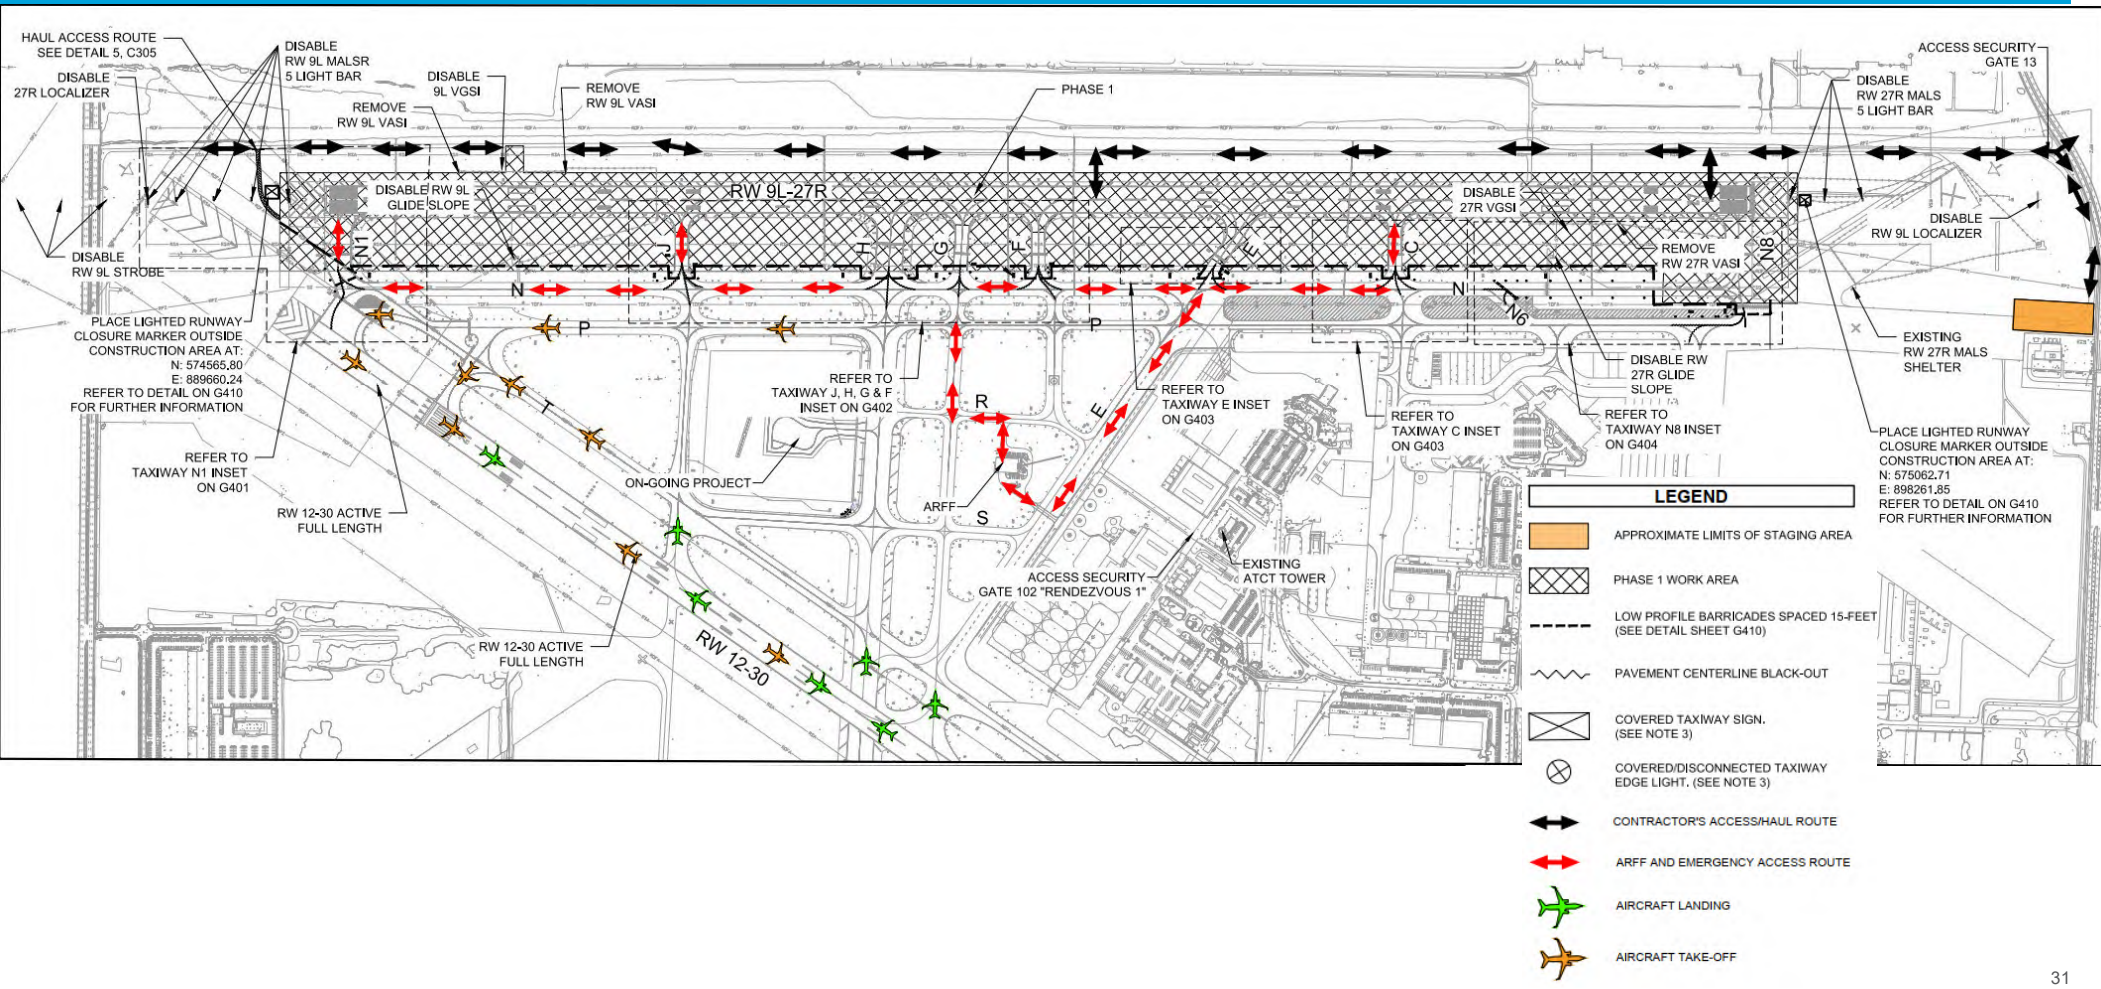 HAUL ACCESS ROUTE
SEE DETAIL 5, C305
DISABLE
27R LOCALIZER
DISABLE
RW 9L MALSR
5 LIGHT BAR
DISABLE
9L VGSI
REMOVE
RW 9L VASI
REMOVE
RW 9L VASI
PHASE 1
ACCESS SECURITY
GATE 13
DISABLE
RW 27R MALS
5 LIGHT BAR
DISABLE RW 9L
GLIDE SLOPE
RW 9L-27R
DISABLE
27R VGSI
DISABLE
RW 9L LOCALIZER
REMOVE
RW 27R VASI
DISABLE
RW 9L STROBE
N1
J
H
G
F
E
C
N8
N
N
N6
P
P
PLACE LIGHTED RUNWAY
CLOSURE MARKER OUTSIDE
CONSTRUCTION AREA AT:
N: 574565.80
E: 889660.24
REFER TO DETAIL ON G410
FOR FURTHER INFORMATION
REFER TO
TAXIWAY N1 INSET
ON G401
RW 12-30 ACTIVE
FULL LENGTH
T
REFER TO
TAXIWAY J, H, G & F
INSET ON G402
R
E
REFER TO
TAXIWAY E INSET
ON G403
REFER TO
TAXIWAY C INSET
ON G403
DISABLE RW
27R GLIDE
SLOPE
REFER TO
TAXIWAY N8 INSET
ON G404
EXISTING
RW 27R MALS
SHELTER
PLACE LIGHTED RUNWAY
CLOSURE MARKER OUTSIDE
CONSTRUCTION AREA AT:
N: 575062.71
E: 898261.85
REFER TO DETAIL ON G410
FOR FURTHER INFORMATION
ON-GOING PROJECT
ARFF
S
ACCESS SECURITY
GATE 102 "RENDEZVOUS 1"
EXISTING
ATCT TOWER
RW 12-30 ACTIVE
FULL LENGTH
RW 12-30
LEGEND
APPROXIMATE LIMITS OF STAGING AREA
PHASE 1 WORK AREA
LOW PROFILE BARRICADES SPACED 15-FEET
(SEE DETAIL SHEET G410)
PAVEMENT CENTERLINE BLACK-OUT
COVERED TAXIWAY SIGN.
(SEE NOTE 3)
COVERED/DISCONNECTED TAXIWAY
EDGE LIGHT. (SEE NOTE 3)
CONTRACTOR'S ACCESS/HAUL ROUTE
ARFF AND EMERGENCY ACCESS ROUTE
AIRCRAFT LANDING
AIRCRAFT TAKE-OFF
31